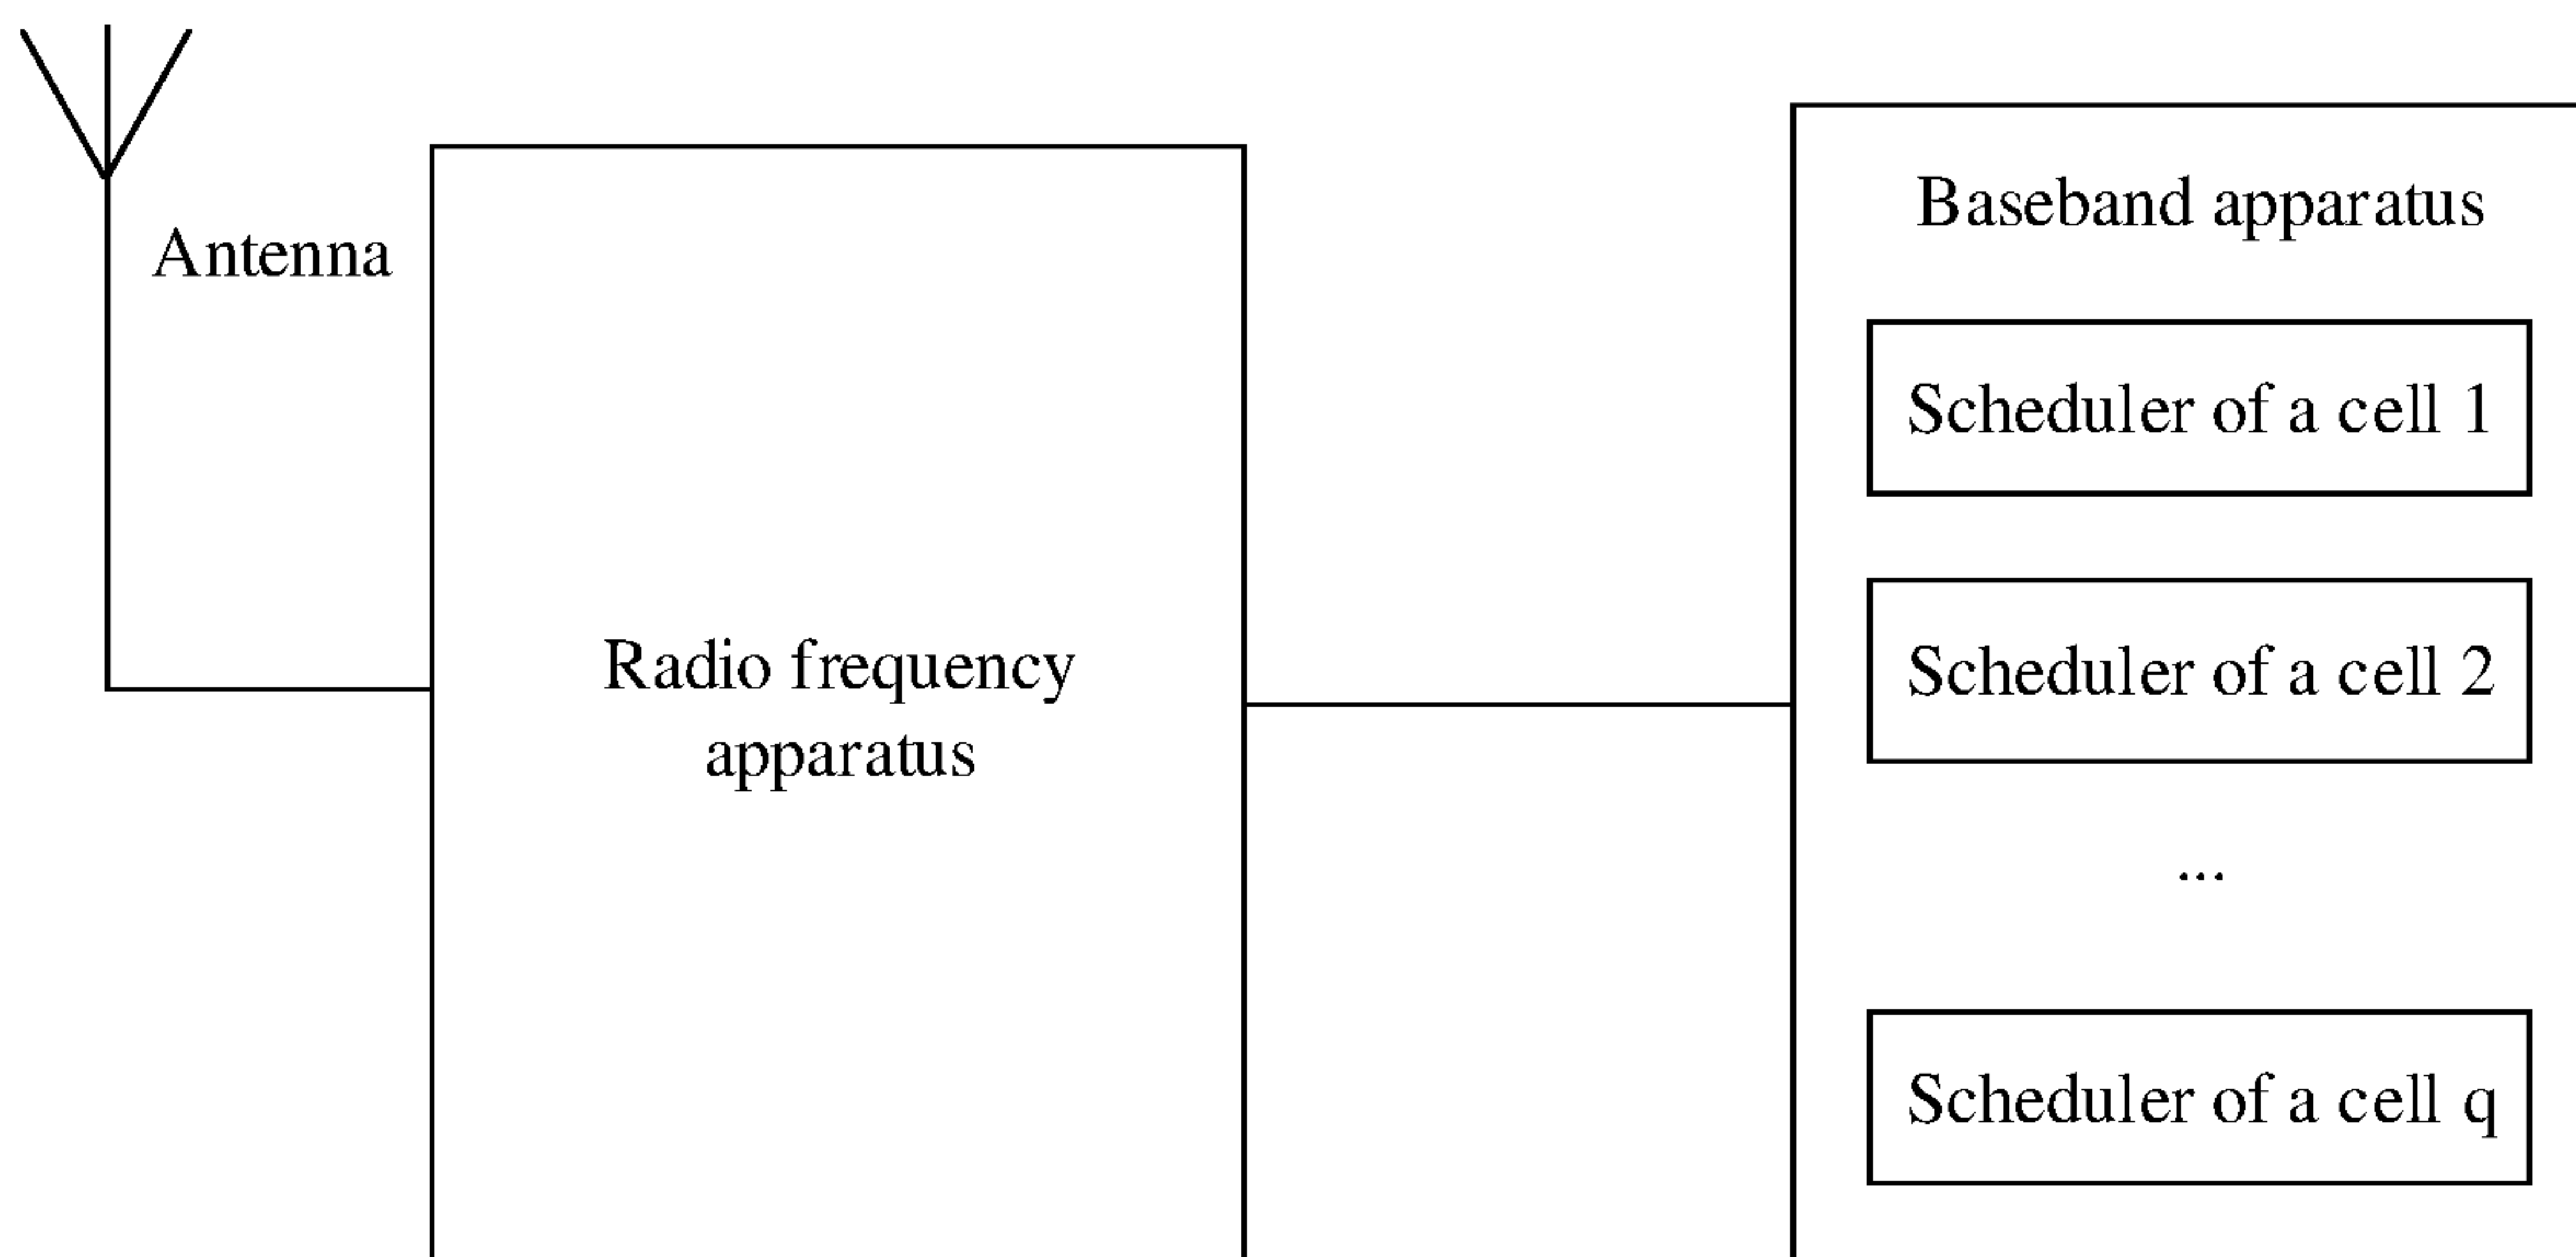 Antenna
Radio frequency
apparatus
Baseband apparatus
Scheduler of a cell 1
Scheduler of a cell 2
...
Scheduler of a cell q